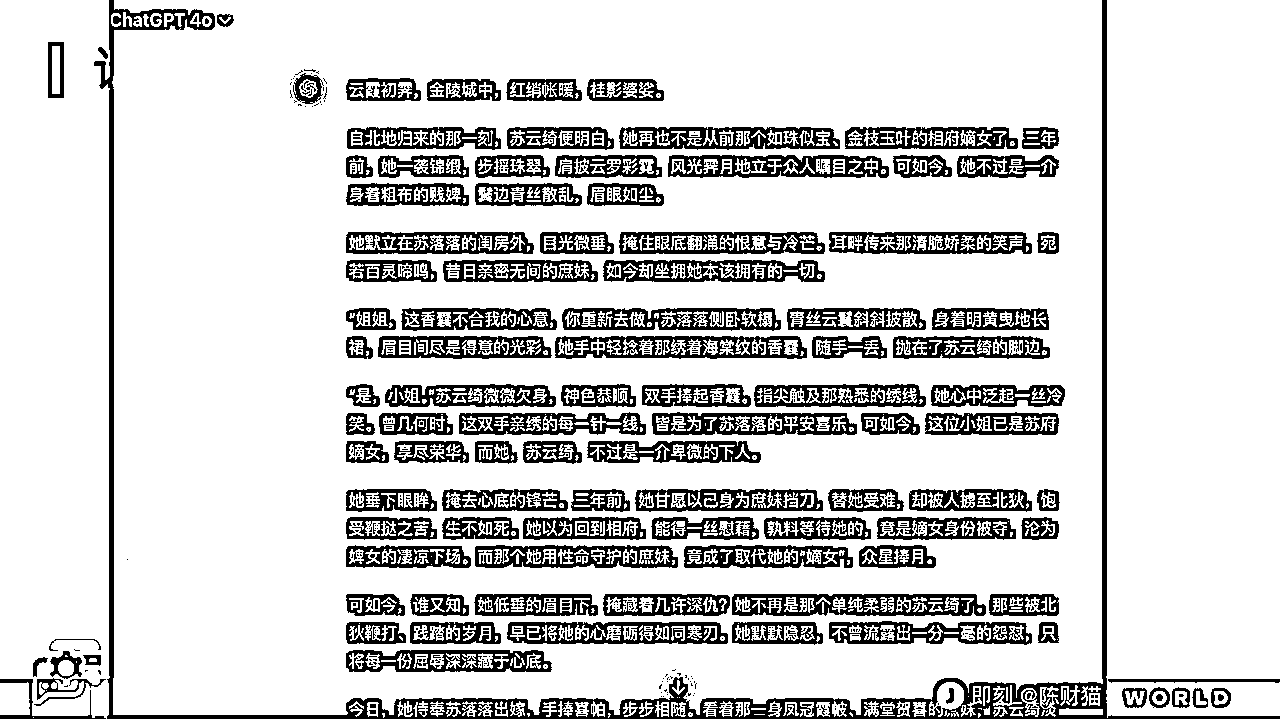 ChatGPT 4o
云霞初霁，金陵城中，红绡帐暖，桂影婆娑。
自北地归来的那一刻，苏云绮便明白，她再也不是从前那个如珠似宝、金枝玉叶的相府嫡女了。三年
前，她一袭锦缎，步摇珠翠，肩披云罗彩霓，风光霁月地立于众人瞩目之中。可如今，她不过是一介
身着粗布的贱婢，鬓边青丝散乱，眉眼如尘。
她默立在苏落落的闺房外，目光微垂，掩住眼底翻涌的恨意与冷芒。耳畔传来那清脆娇柔的笑声，宛
若百灵啼鸣，昔日亲密无间的庶妹，如今却坐拥她本该拥有的一切。
“姐姐，这香囊不合我的心意，你重新去做。”苏落落侧卧软榻，青丝云鬟斜斜披散，身着明黄曳地长
裙，眉目间尽是得意的光彩。她手中轻捻着那绣着海棠纹的香囊，随手一丢，抛在了苏云绮的脚边。
“是，小姐。”苏云绮微微欠身，神色恭顺，双手捧起香囊，指尖触及那熟悉的绣线，她心中泛起一丝冷
笑。曾几何时，这双手亲绣的每一针一线，皆是为了苏落落的平安喜乐。可如今，这位小姐已是苏府
嫡女，享尽荣华，而她，苏云绮，不过是一介卑微的下人。
她垂下眼眸，掩去心底的锋芒。三年前，她甘愿以己身为庶妹挡刀，替她受难，却被人掳至北狄，饱
受鞭挞之苦，生不如死。她以为回到相府，能得一丝慰藉，孰料等待她的，竟是嫡女身份被夺，沦为
婢女的凄凉下场。而那个她用性命守护的庶妹，竟成了取代她的“嫡女”，众星捧月。
可如今，谁又知，她低垂的眉目下，掩藏着几许深仇？她不再是那个单纯柔弱的苏云绮了。那些被北
狄鞭打、践踏的岁月，早已将她的心磨砺得如同寒刃。她默默隐忍，不曾流露出一分一毫的怨怼，只
将每一份屈辱深深藏于心底。
今日，她侍奉苏落落出嫁，手捧喜帕，步步相随，看着那一身凤冠霞帔、满堂贺喜的庶妹，苏云绮淡
即刻 @陈财猫
WORLD